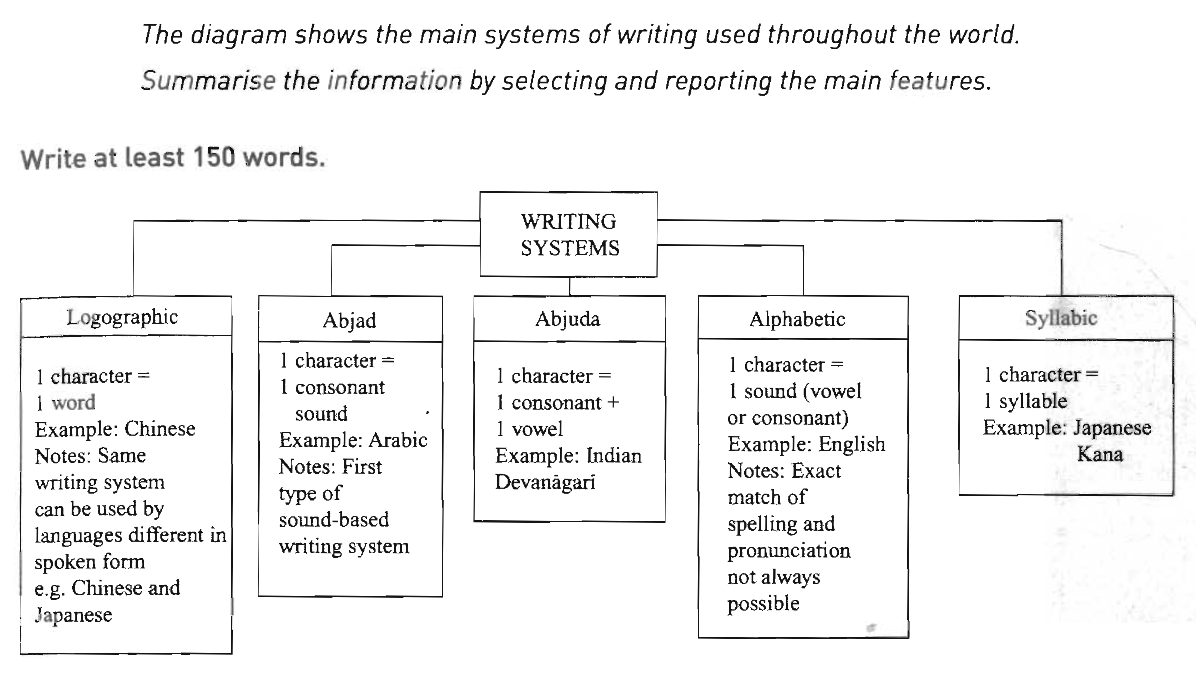 The diagram shows the main systems of writing used throughout the world.
Summarise the information by selecting and reporting the main features.
Write at least 150 words.
WRITING
SYSTEMS
Logographic
1 character =
1 word
Example: Chinese
Notes: Same
writing system
can be used by
languages different in
spoken form
e.g. Chinese and
Japanese
Abjad
1 character =
1 consonant
sound
Example: Arabic
Notes: First
type of
sound-based
writing system
Abjuda
1 character =
1 consonant +
1 vowel
Example: Indian
Devanâgarí
Alphabetic
1 character =
1 sound (vowel
or consonant)
Example: English
Notes: Exact
match of
spelling and
pronunciation
not always
possible
Syllabic
1 character =
1 syllable
Example: Japanese
Kana